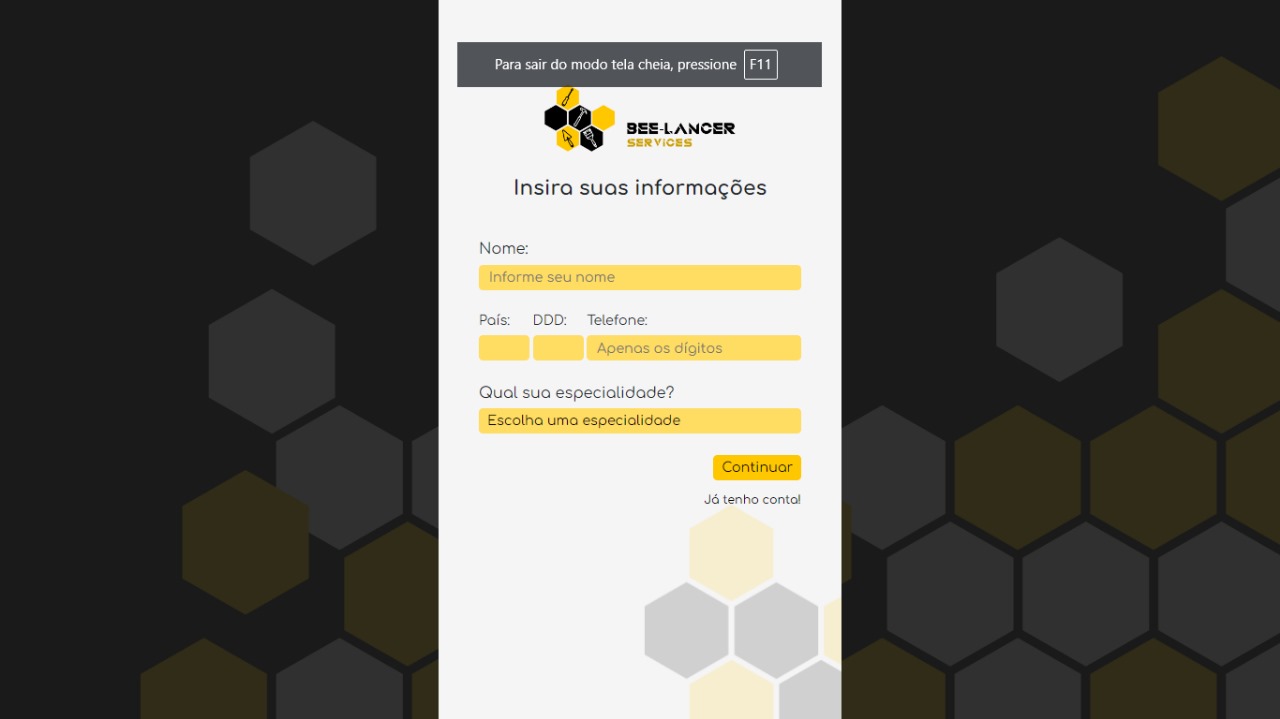 Para sair do modo tela cheia, pressione F11
BEE-LANCER
SERVICES
Insira suas informações
Nome:
Informe seu nome
País: DDD: Telefone:
Apenas os dígitos
Qual sua especialidade?
Escolha uma especialidade
Continuar
Já tenho conta!